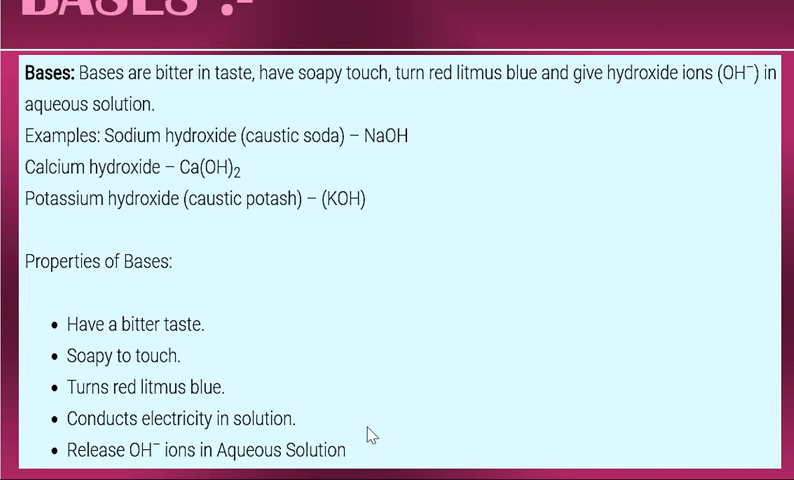 BASES :-
Bases: Bases are bitter in taste, have soapy touch, turn red litmus blue and give hydroxide ions (OH⁻) in
aqueous solution.
Examples: Sodium hydroxide (caustic soda) – NaOH
Calcium hydroxide – Ca(OH)₂
Potassium hydroxide (caustic potash) – (KOH)
Properties of Bases:
• Have a bitter taste.
• Soapy to touch.
• Turns red litmus blue.
• Conducts electricity in solution.
• Release OH⁻ ions in Aqueous Solution